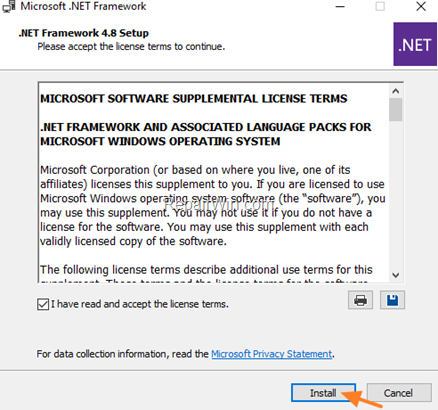 Microsoft .NET Framework
.NET Framework 4.8 Setup
Please accept the license terms to continue.
.NET
MICROSOFT SOFTWARE SUPPLEMENTAL LICENSE TERMS
.NET FRAMEWORK AND ASSOCIATED LANGUAGE PACKS FOR
MICROSOFT WINDOWS OPERATING SYSTEM
Microsoft Corporation (or based on where you live, one of its
affiliates) licenses this supplement to you. If you are licensed to use
Microsoft Windows operating system software (the “software”), you
may use this supplement. You may not use it if you do not have a
license for the software. You may use this supplement with each
validly licensed copy of the software.
RepairWin.com
The following license terms describe additional use terms for this
supplement. These terms and the license terms for the software
I have read and accept the license terms.
For data collection information, read the Microsoft Privacy Statement.
Install
Cancel